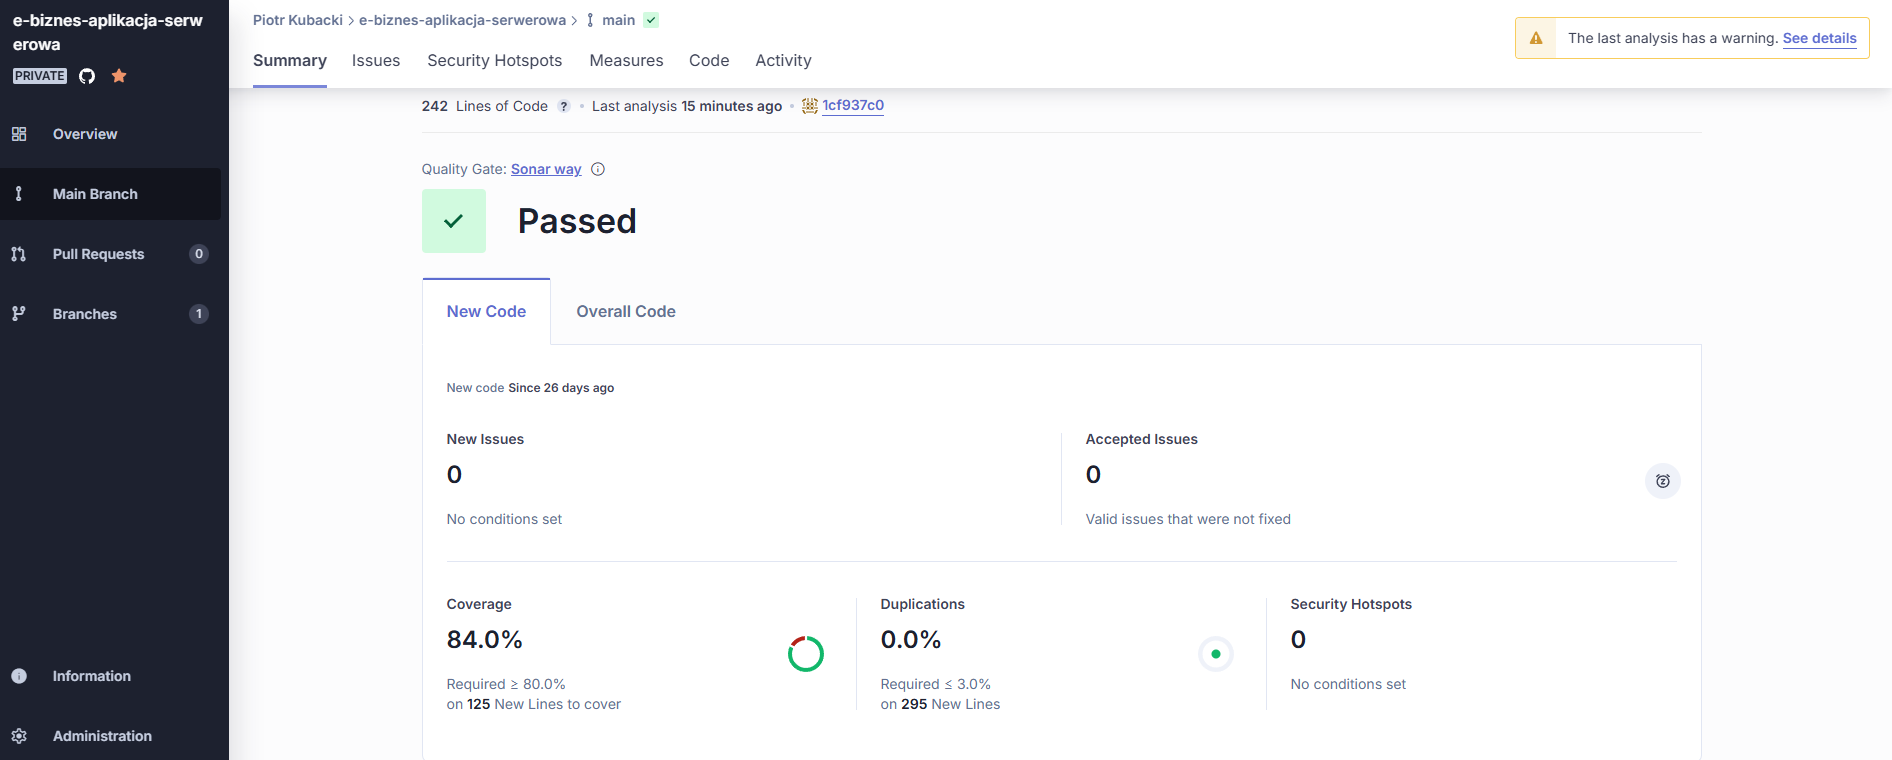 e-biznes-aplikacja-serw
erowa
PRIVATE
Overview
Main Branch
Pull Requests 0
Branches 1
Information
Administration
Piotr Kubacki > e-biznes-aplikacja-serwerowa > main
Summary Issues Security Hotspots Measures Code Activity
The last analysis has a warning. See details
242 Lines of Code ? • Last analysis 15 minutes ago • 1cf937c0
Quality Gate: Sonar way
Passed
New Code Overall Code
New code Since 26 days ago
New Issues
0
No conditions set
Accepted Issues
0
Valid issues that were not fixed
Coverage
84.0%
Required ≥ 80.0%
on 125 New Lines to cover
Duplications
0.0%
Required ≤ 3.0%
on 295 New Lines
Security Hotspots
0
No conditions set